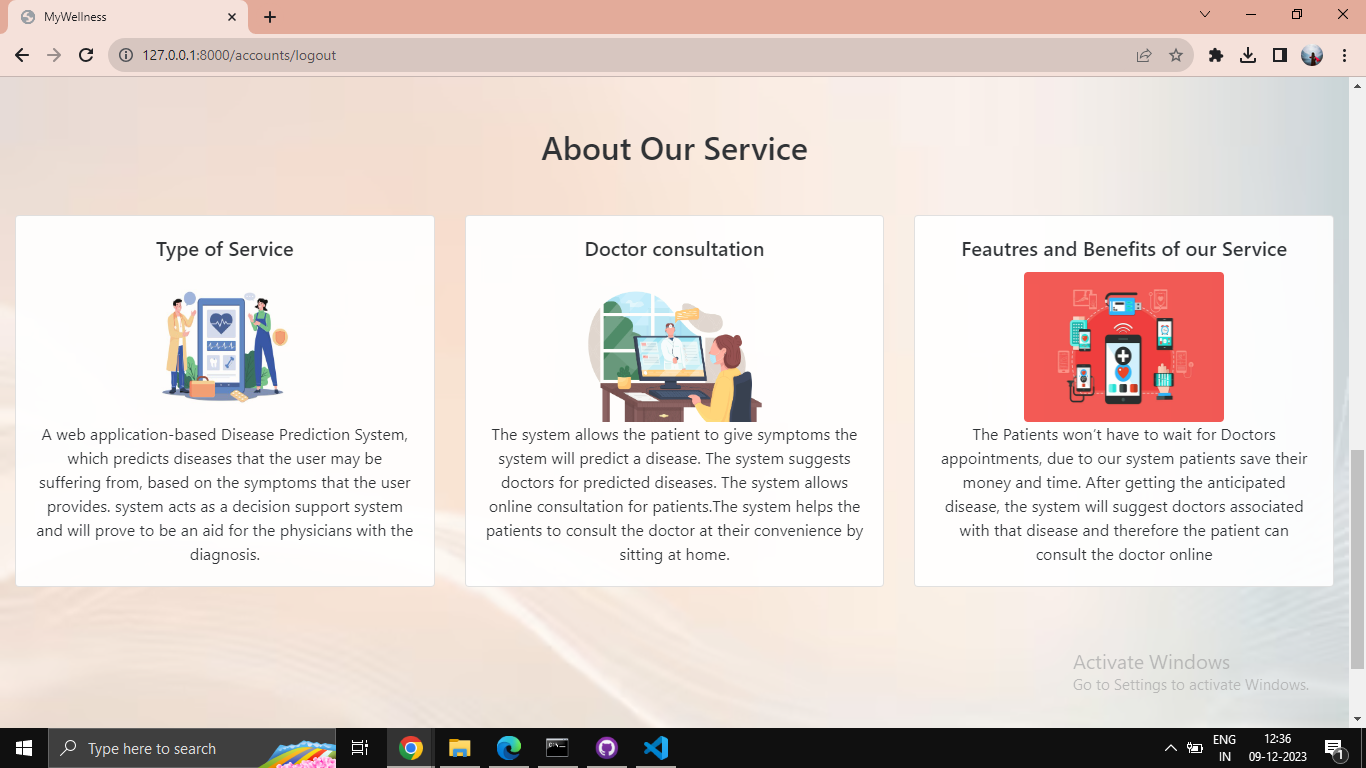 MyWellness
127.0.0.1:8000/accounts/logout
About Our Service
Type of Service
A web application-based Disease Prediction System,
which predicts diseases that the user may be
suffering from, based on the symptoms that the user
provides. system acts as a decision support system
and will prove to be an aid for the physicians with the
diagnosis.
Doctor consultation
The system allows the patient to give symptoms the
system will predict a disease. The system suggests
doctors for predicted diseases. The system allows
online consultation for patients.The system helps the
patients to consult the doctor at their convenience by
sitting at home.
Feautres and Benefits of our Service
The Patients won't have to wait for Doctors
appointments, due to our system patients save their
money and time. After getting the anticipated
disease, the system will suggest doctors associated
with that disease and therefore the patient can
consult the doctor online
Activate Windows
Go to Settings to activate Windows.
Type here to search
ENG
IN
12:36
09-12-2023
1